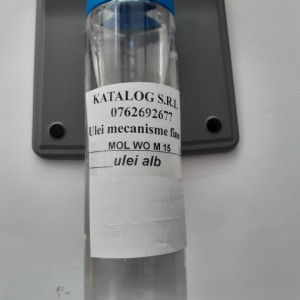 KATALOG S.R.L
0762692677
Ulei mecanisme fine
MOL WO M 15
ulei alb